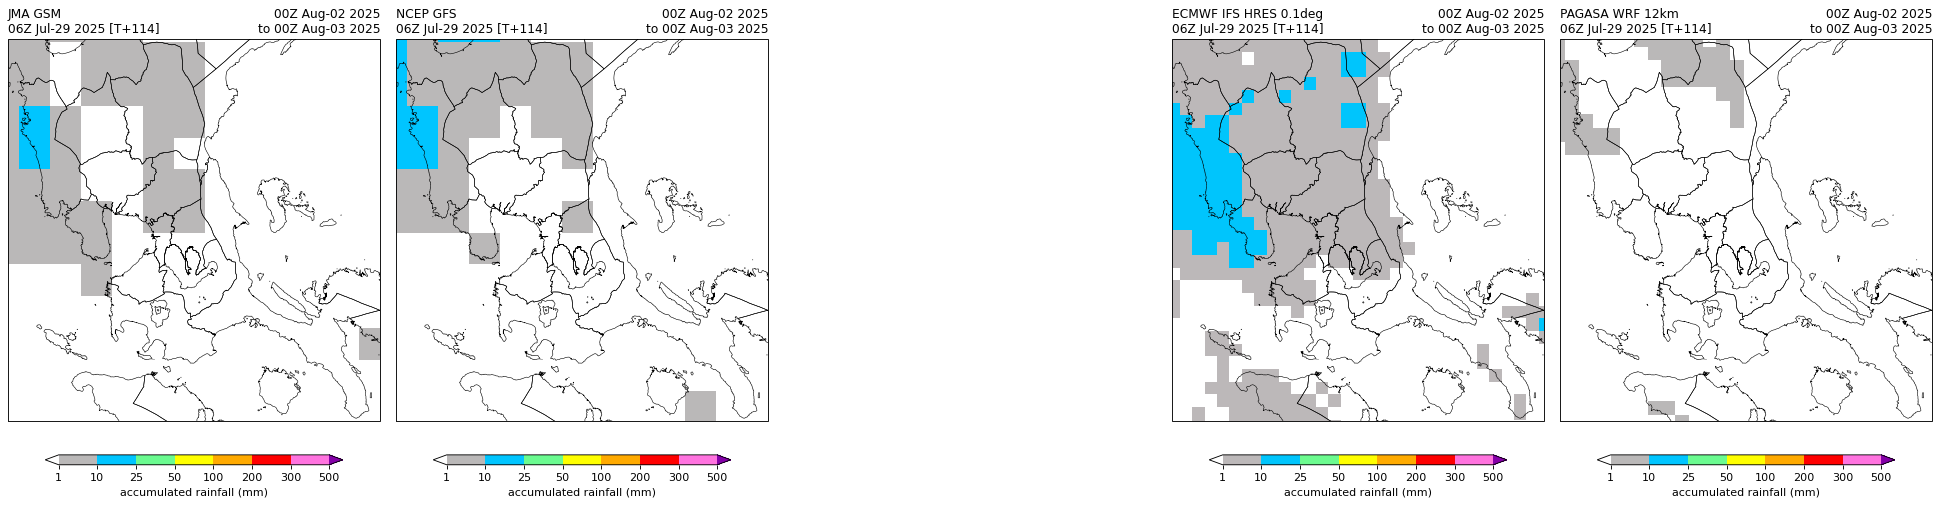 JMA GSM 00Z Aug-02 2025
06Z Jul-29 2025 [T+114] to 00Z Aug-03 2025
NCEP GFS 00Z Aug-02 2025
06Z Jul-29 2025 [T+114] to 00Z Aug-03 2025
ECMWF IFS HRES 0.1deg 00Z Aug-02 2025
06Z Jul-29 2025 [T+114] to 00Z Aug-03 2025
PAGASA WRF 12km 00Z Aug-02 2025
06Z Jul-29 2025 [T+114] to 00Z Aug-03 2025
1 10 25 50 100 200 300 500
accumulated rainfall (mm)
1 10 25 50 100 200 300 500
accumulated rainfall (mm)
1 10 25 50 100 200 300 500
accumulated rainfall (mm)
1 10 25 50 100 200 300 500
accumulated rainfall (mm)